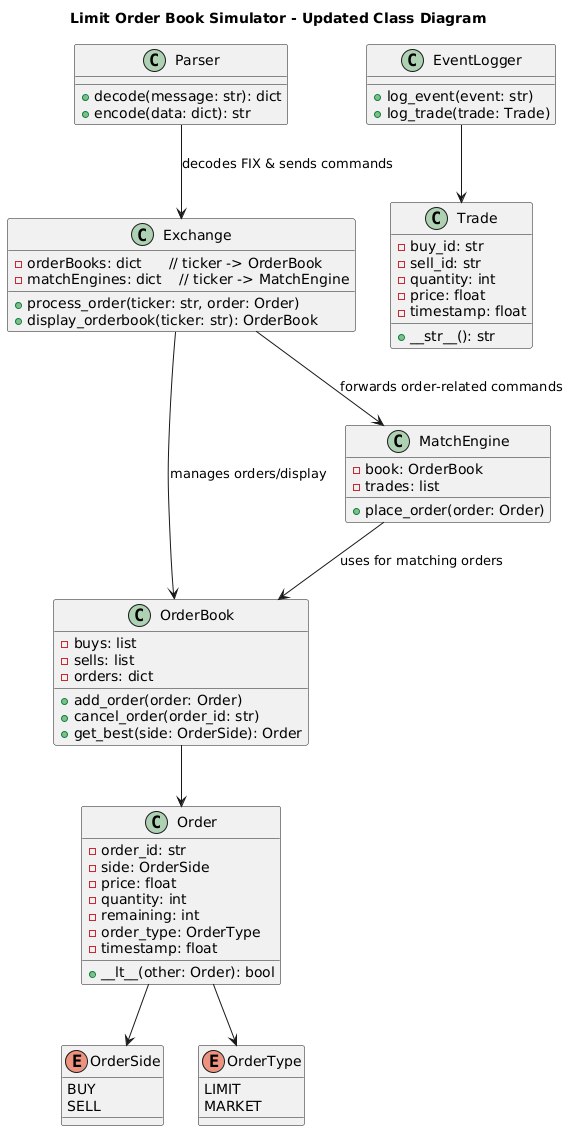 Limit Order Book Simulator - Updated Class Diagram
C Parser
decode(message: str): dict
encode(data: dict): str
C EventLogger
log_event(event: str)
log_trade(trade: Trade)
decodes FIX & sends commands
C Exchange
orderBooks: dict // ticker -> OrderBook
matchEngines: dict // ticker -> MatchEngine
process_order(ticker: str, order: Order)
display_orderbook(ticker: str): OrderBook
C Trade
buy_id: str
sell_id: str
quantity: int
price: float
timestamp: float
__str__(): str
forwards order-related commands
C MatchEngine
book: OrderBook
trades: list
place_order(order: Order)
manages orders/display
uses for matching orders
C OrderBook
buys: list
sells: list
orders: dict
add_order(order: Order)
cancel_order(order_id: str)
get_best(side: OrderSide): Order
C Order
order_id: str
side: OrderSide
price: float
quantity: int
remaining: int
order_type: OrderType
timestamp: float
__lt__(other: Order): bool
E OrderSide
BUY
SELL
E OrderType
LIMIT
MARKET